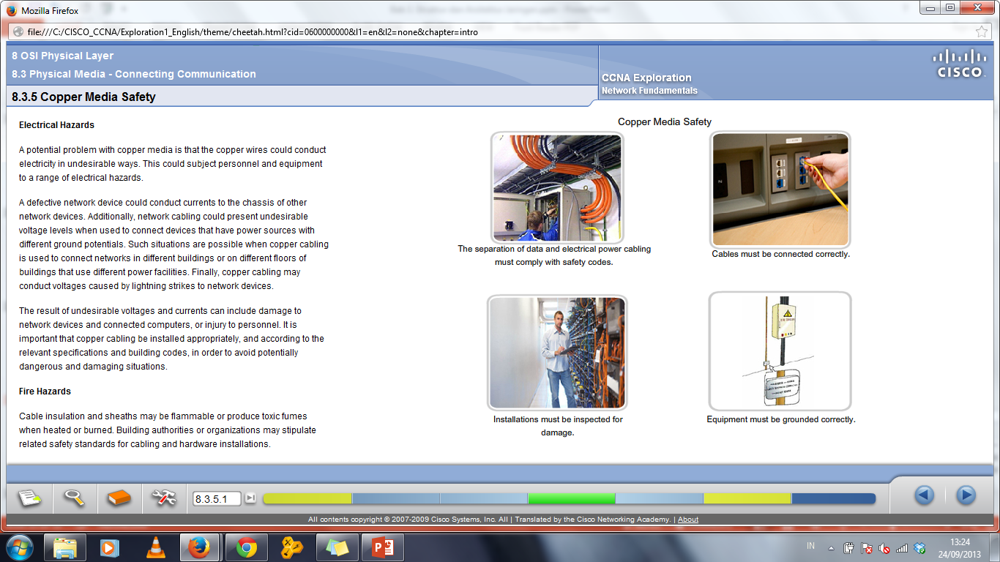 Mozilla Firefox
file:///C:/CISCO_CCNA/Exploration1_English/theme/cheetah.html?cid=0600000000&l1=en&l2=none&chapter=intro
8 OSI Physical Layer
8.3 Physical Media - Connecting Communication
8.3.5 Copper Media Safety
CCNA Exploration
Network Fundamentals
CISCO
Electrical Hazards
A potential problem with copper media is that the copper wires could conduct
electricity in undesirable ways. This could subject personnel and equipment
to a range of electrical hazards.
A defective network device could conduct currents to the chassis of other
network devices. Additionally, network cabling could present undesirable
voltage levels when used to connect devices that have power sources with
different ground potentials. Such situations are possible when copper cabling
is used to connect networks in different buildings or on different floors of
buildings that use different power facilities. Finally, copper cabling may
conduct voltages caused by lightning strikes to network devices.
The result of undesirable voltages and currents can include damage to
network devices and connected computers, or injury to personnel. It is
important that copper cabling be installed appropriately, and according to the
relevant specifications and building codes, in order to avoid potentially
dangerous and damaging situations.
Fire Hazards
Cable insulation and sheaths may be flammable or produce toxic fumes
when heated or burned. Building authorities or organizations may stipulate
related safety standards for cabling and hardware installations.
Copper Media Safety
The separation of data and electrical power cabling
must comply with safety codes.
Cables must be connected correctly.
Installations must be inspected for
damage.
Equipment must be grounded correctly.
8.3.5.1
All contents copyright © 2007-2009 Cisco Systems, Inc. All | Translated by the Cisco Networking Academy. | About
IN
13:24
24/09/2013